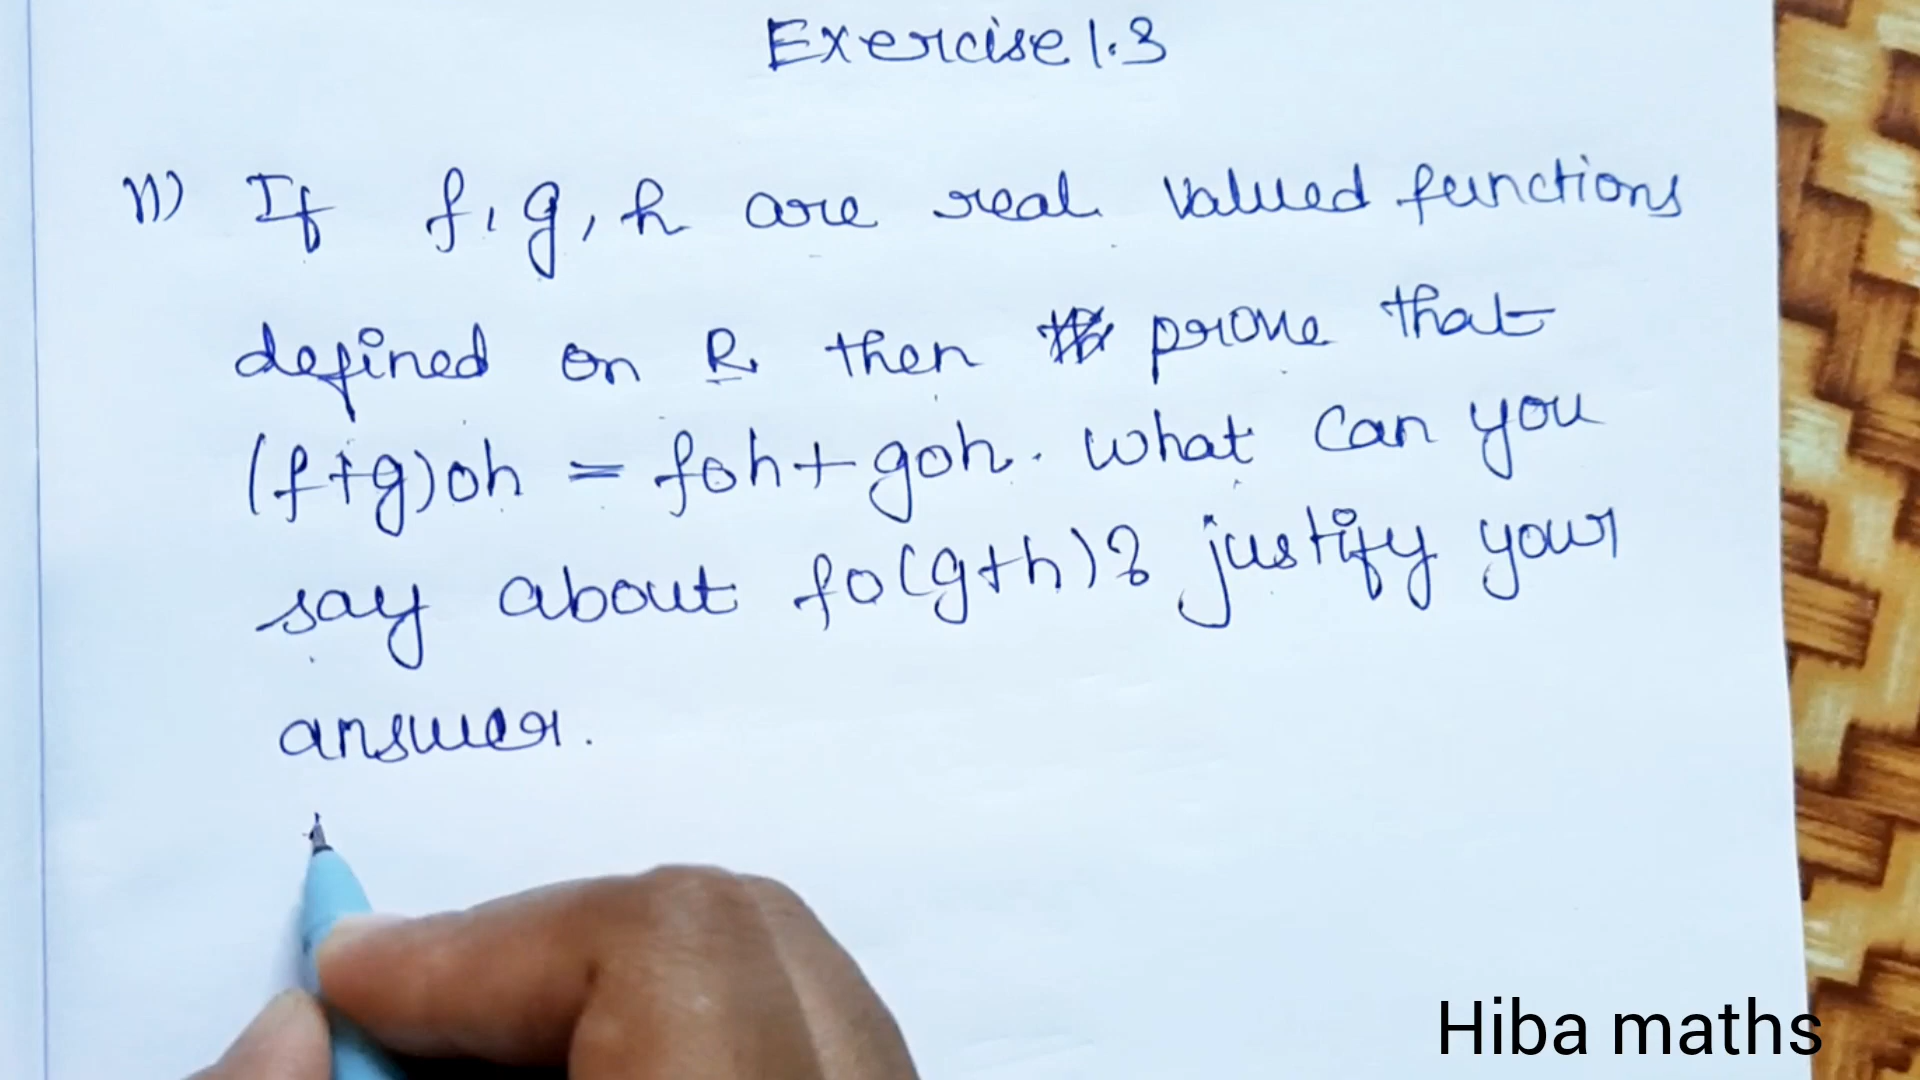 Exercise 1.3
11) If f, g, h are real valued functions
defined on R then prove that
(f+g)oh = foh+goh. What can you
say about fo(g+h)? justify your
answer.
Hiba maths